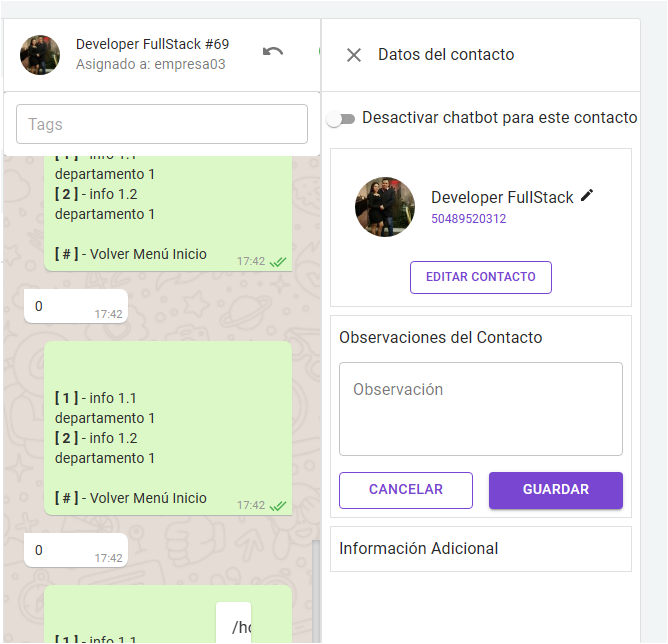 Developer FullStack #69
Asignado a: empresa03
Tags
[ 1 ] - info 1.1
departamento 1
[ 2 ] - info 1.2
departamento 1
[ # ] - Volver Menú Inicio
17:42
0
17:42
[ 1 ] - info 1.1
departamento 1
[ 2 ] - info 1.2
departamento 1
[ # ] - Volver Menú Inicio
17:42
0
17:42
[ 1 ] - info 1.1
Datos del contacto
Desactivar chatbot para este contacto
Developer FullStack
50489520312
EDITAR CONTACTO
Observaciones del Contacto
Observación
CANCELAR
GUARDAR
Información Adicional